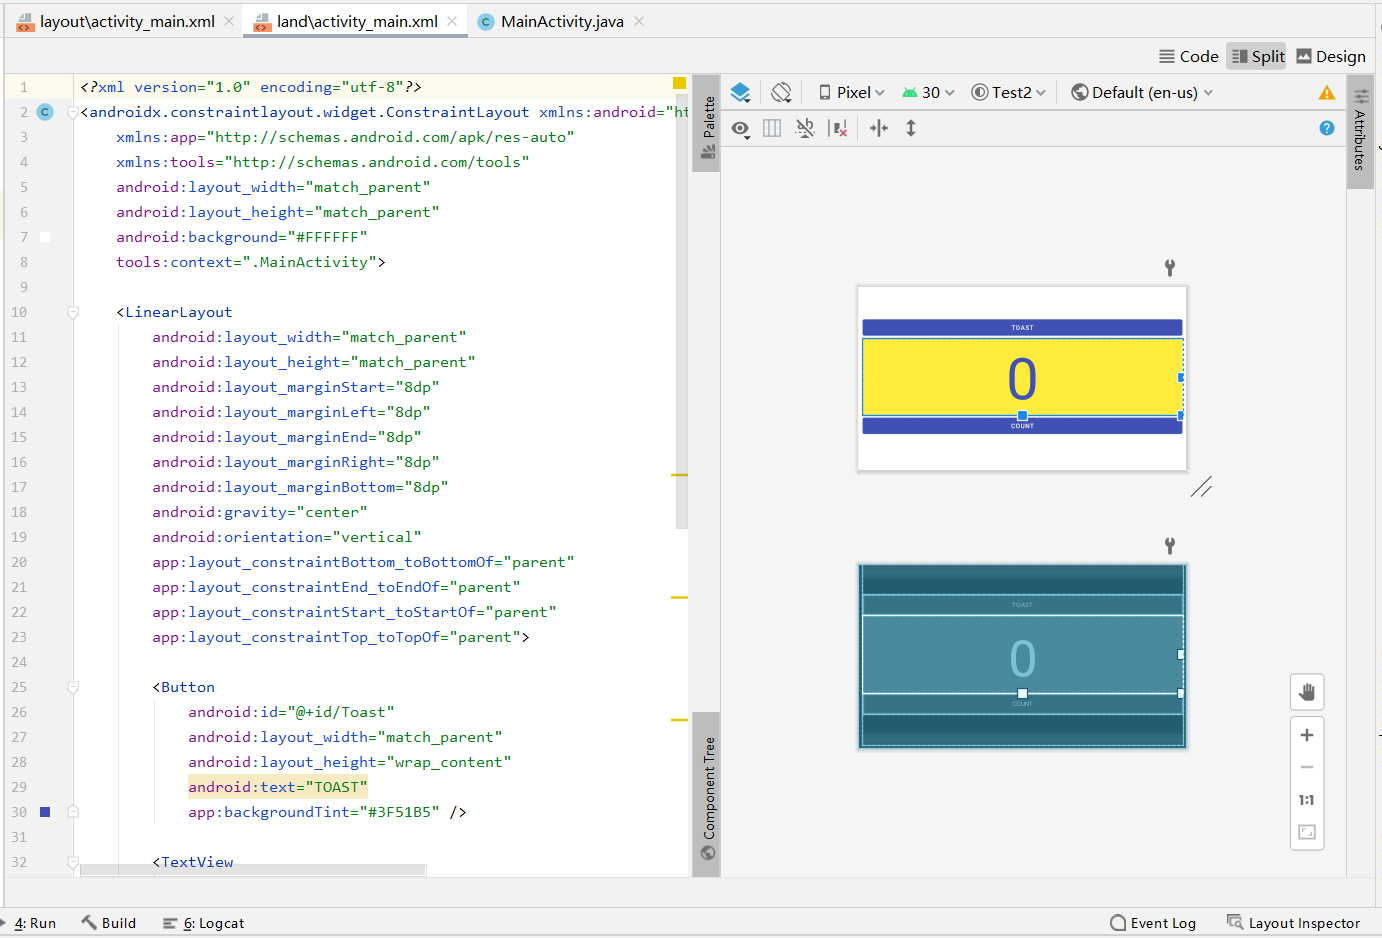 layout\activity_main.xml
land\activity_main.xml
C MainActivity.java
Code
Split
Design
1 <?xml version="1.0" encoding="utf-8"?>
2 C <androidx.constraintlayout.widget.ConstraintLayout xmlns:android="ht
3 xmlns:app="http://schemas.android.com/apk/res-auto"
4 xmlns:tools="http://schemas.android.com/tools"
5 android:layout_width="match_parent"
6 android:layout_height="match_parent"
7 android:background="#FFFFFF"
8 tools:context=".MainActivity">
9
10 <LinearLayout
11 android:layout_width="match_parent"
12 android:layout_height="match_parent"
13 android:layout_marginStart="8dp"
14 android:layout_marginLeft="8dp"
15 android:layout_marginEnd="8dp"
16 android:layout_marginRight="8dp"
17 android:layout_marginBottom="8dp"
18 android:gravity="center"
19 android:orientation="vertical"
20 app:layout_constraintBottom_toBottomOf="parent"
21 app:layout_constraintEnd_toEndOf="parent"
22 app:layout_constraintStart_toStartOf="parent"
23 app:layout_constraintTop_toTopOf="parent">
24
25 <Button
26 android:id="@+id/Toast"
27 android:layout_width="match_parent"
28 android:layout_height="wrap_content"
29 android:text="TOAST"
30 app:backgroundTint="#3F51B5" />
31
32 <TextView
Palette
Component Tree
Pixel
30
Test2
Default (en-us)
Attributes
TOAST
0
COUNT
TOAST
0
COUNT
1:1
4: Run
Build
6: Logcat
Event Log
Layout Inspector